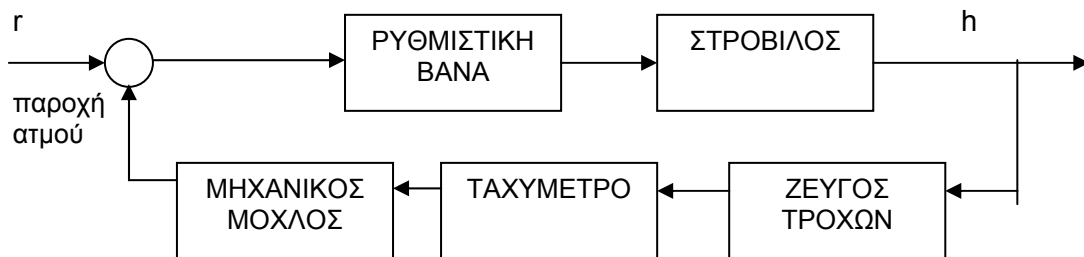 r
ΡΥΘΜΙΣΤΙΚΗ
ΒΑΝΑ
ΣΤΡΟΒΙΛΟΣ
h
παροχή
ατμού
ΜΗΧΑΝΙΚΟΣ
ΜΟΧΛΟΣ
ΤΑΧΥΜΕΤΡΟ
ΖΕΥΓΟΣ
ΤΡΟΧΩΝ